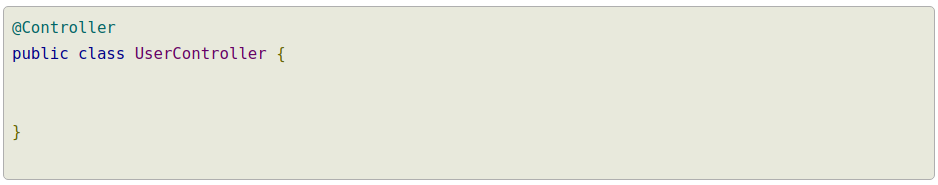 @Controller
public class UserController {
}